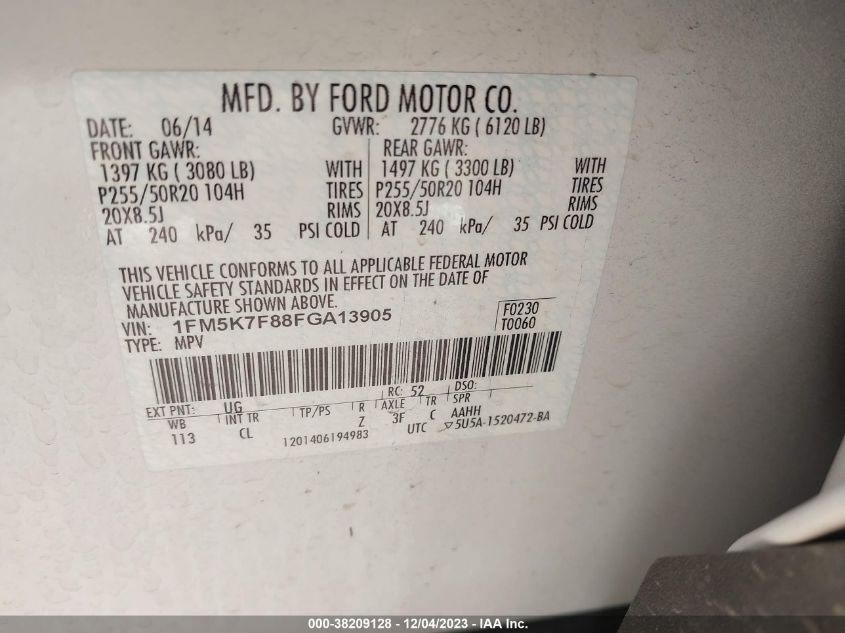 MFD. BY FORD MOTOR CO.
DATE: 06/14 GVWR: 2776 KG ( 6120 LB)
FRONT GAWR: REAR GAWR:
1397 KG ( 3080 LB) WITH 1497 KG ( 3300 LB) WITH
P255/50R20 104H TIRES P255/50R20 104H TIRES
20X8.5J RIMS 20X8.5J RIMS
AT 240 kPa/ 35 PSI COLD AT 240 kPa/ 35 PSI COLD
THIS VEHICLE CONFORMS TO ALL APPLICABLE FEDERAL MOTOR
VEHICLE SAFETY STANDARDS IN EFFECT ON THE DATE OF
MANUFACTURE SHOWN ABOVE.
VIN: 1FM5K7F88FGA13905 F0230
TYPE: MPV T0060
EXT PNT: UG RC: 52 DSO:
WB INT TR TP/PS R AXLE TR SPR
113 CL Z 3F C AAHH
1201406194983 UTC ▽5U5A-1520472-BA
000-38209128 - 12/04/2023 - IAA Inc.